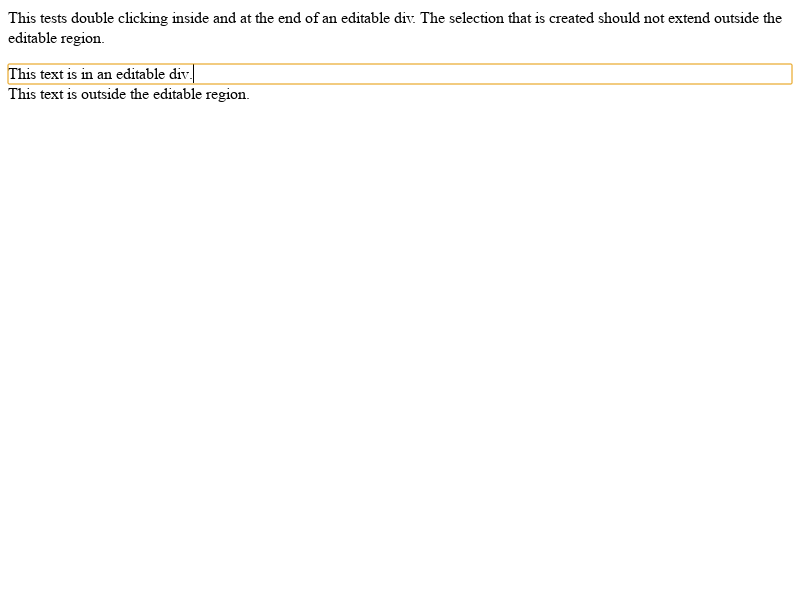 This tests double clicking inside and at the end of an editable div. The selection that is created should not extend outside the
editable region.
This text is in an editable div.
This text is outside the editable region.